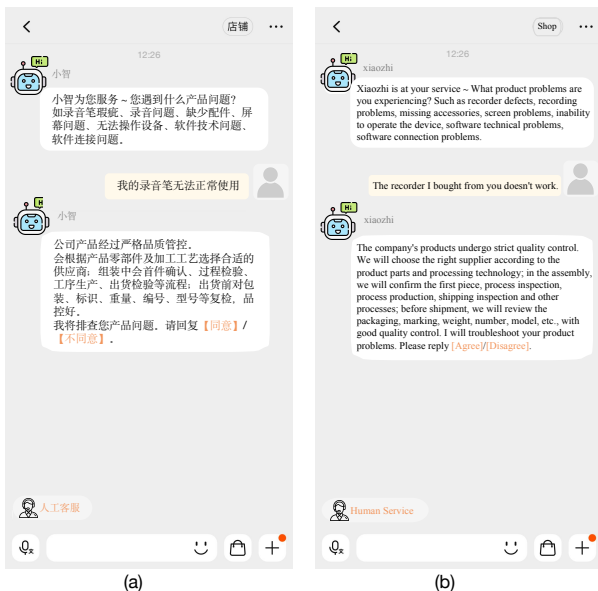 店铺
12:26
Hi
小智
小智为您服务 ~ 您遇到什么产品问题?
如录音笔瑕疵、录音问题、缺少配件、屏
幕问题、无法操作设备、软件技术问题、
软件连接问题。
我的录音笔无法正常使用
小智
公司产品经过严格品质管控。
会根据产品零部件及加工工艺选择合适的
供应商；组装中会首件确认、过程检验、
工序生产、出货检验等流程；出货前对包
装、标识、重量、编号、型号等复检，品
控好。
我将排查您产品问题。请回复【同意】/
【不同意】。
人工客服
(a)
Shop
12:26
Hi
xiaozhi
Xiaozhi is at your service ~ What product problems are
you experiencing? Such as recorder defects, recording
problems, missing accessories, screen problems, inability
to operate the device, software technical problems,
software connection problems.
The recorder I bought from you doesn't work.
Hi
xiaozhi
The company's products undergo strict quality control.
We will choose the right supplier according to the
product parts and processing technology; in the assembly,
we will confirm the first piece, process inspection,
process production, shipping inspection and other
processes; before shipment, we will review the
packaging, marking, weight, number, model, etc., with
good quality control. I will troubleshoot your product
problems. Please reply [Agree]/[Disagree].
Human Service
(b)